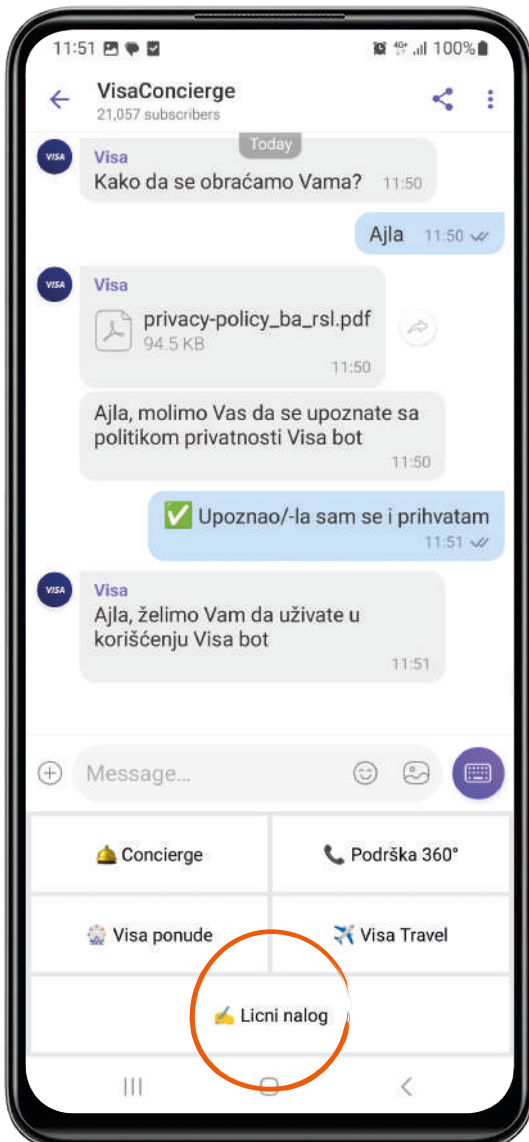 11:51
4G+ 100%
VisaConcierge
21,057 subscribers
Today
VISA
Visa
Kako da se obraćamo Vama? 11:50
Ajla 11:50
VISA
Visa
privacy-policy_ba_rsl.pdf
94.5 KB
11:50
Ajla, molimo Vas da se upoznate sa
politikom privatnosti Visa bot
11:50
✅ Upoznao/-la sam se i prihvatam
11:51
VISA
Visa
Ajla, želimo Vam da uživate u
korišćenju Visa bot
11:51
Message...
🛎️ Concierge
📞 Podrška 360°
🎡 Visa ponude
✈️ Visa Travel
✍️ Licni nalog